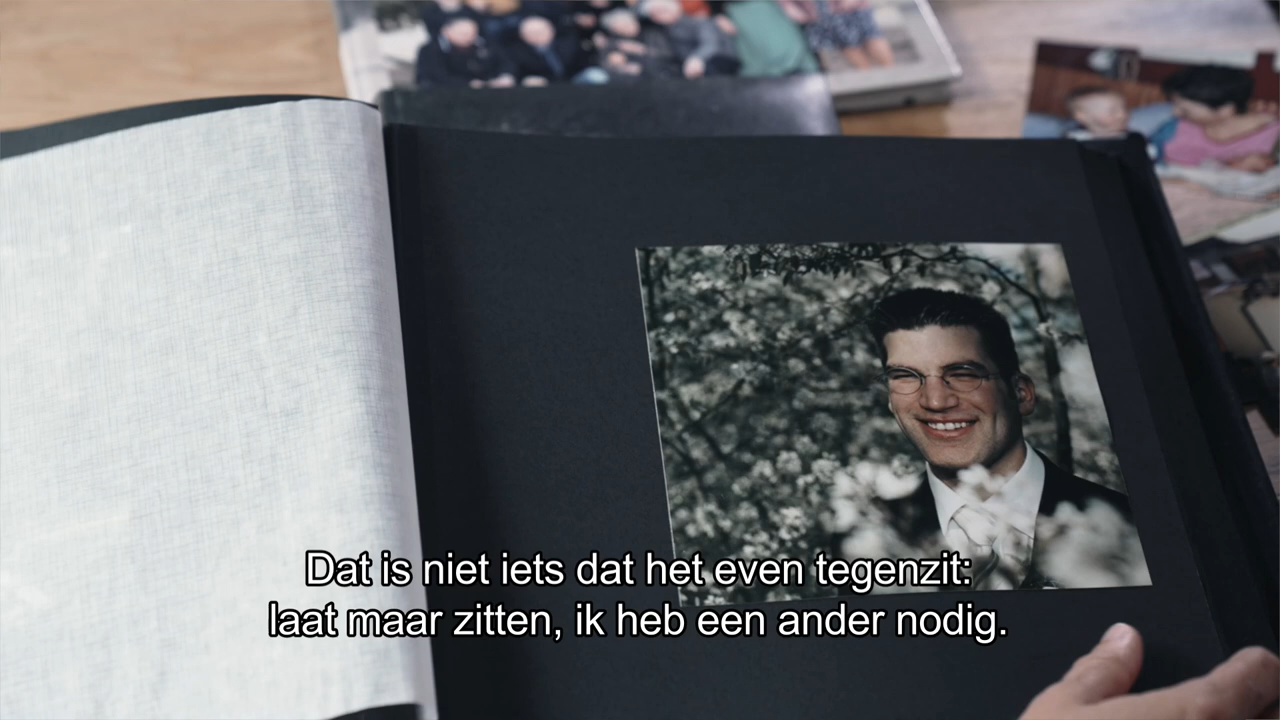 Dat is niet iets dat het even tegenzit:
laat maar zitten, ik heb een ander nodig.